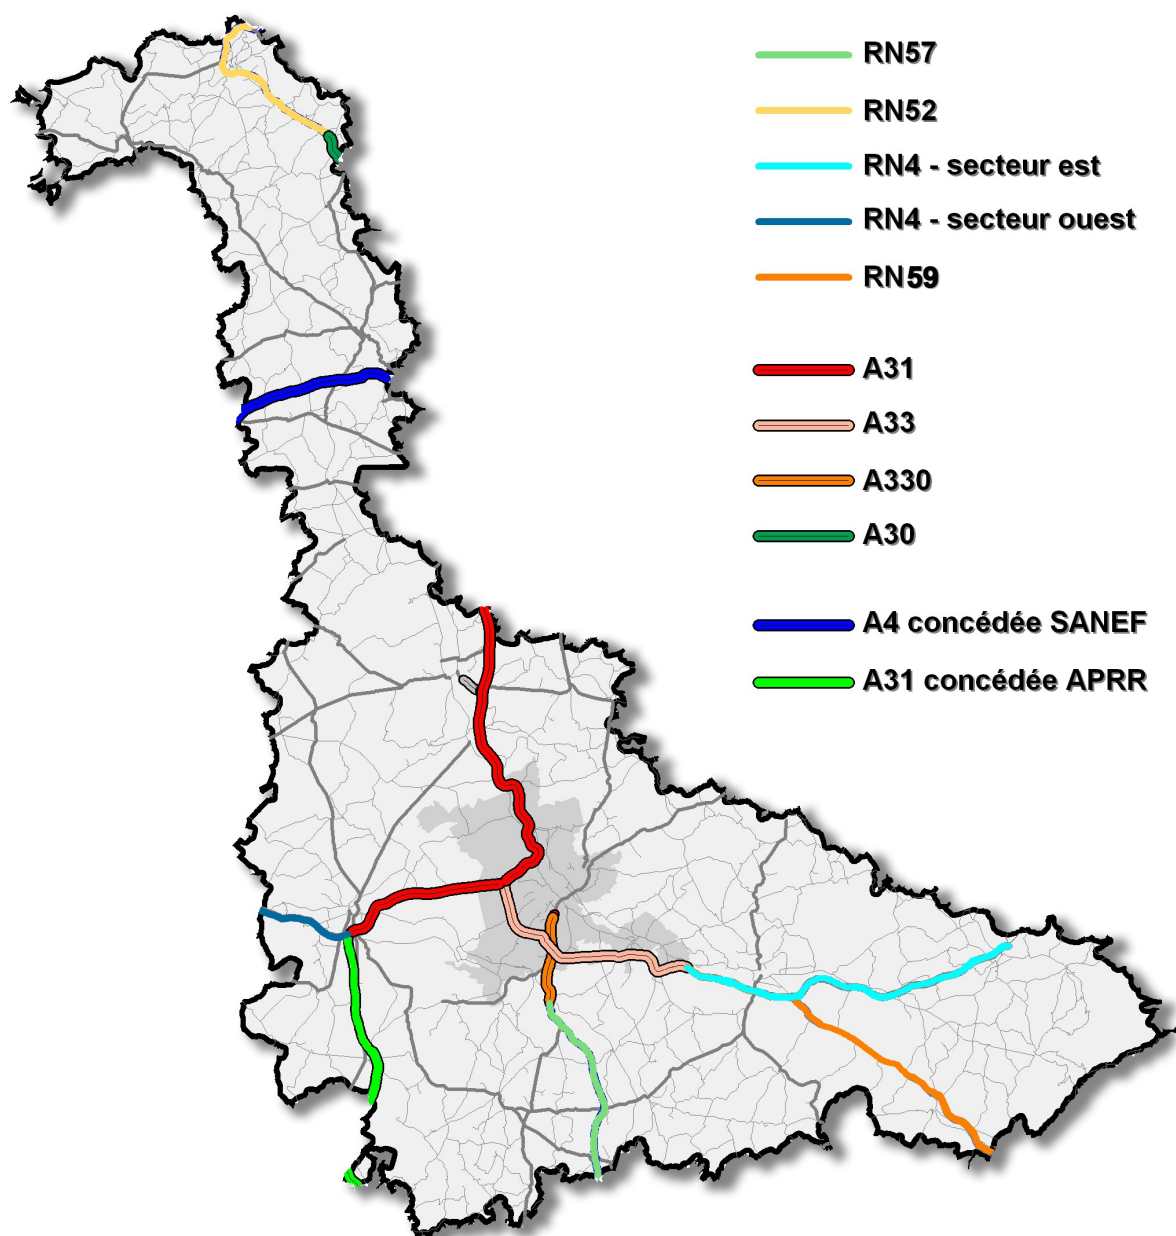 RN57
RN52
RN4 - secteur est
RN4 - secteur ouest
RN59
A31
A33
A330
A30
A4 concédée SANEF
A31 concédée APRR